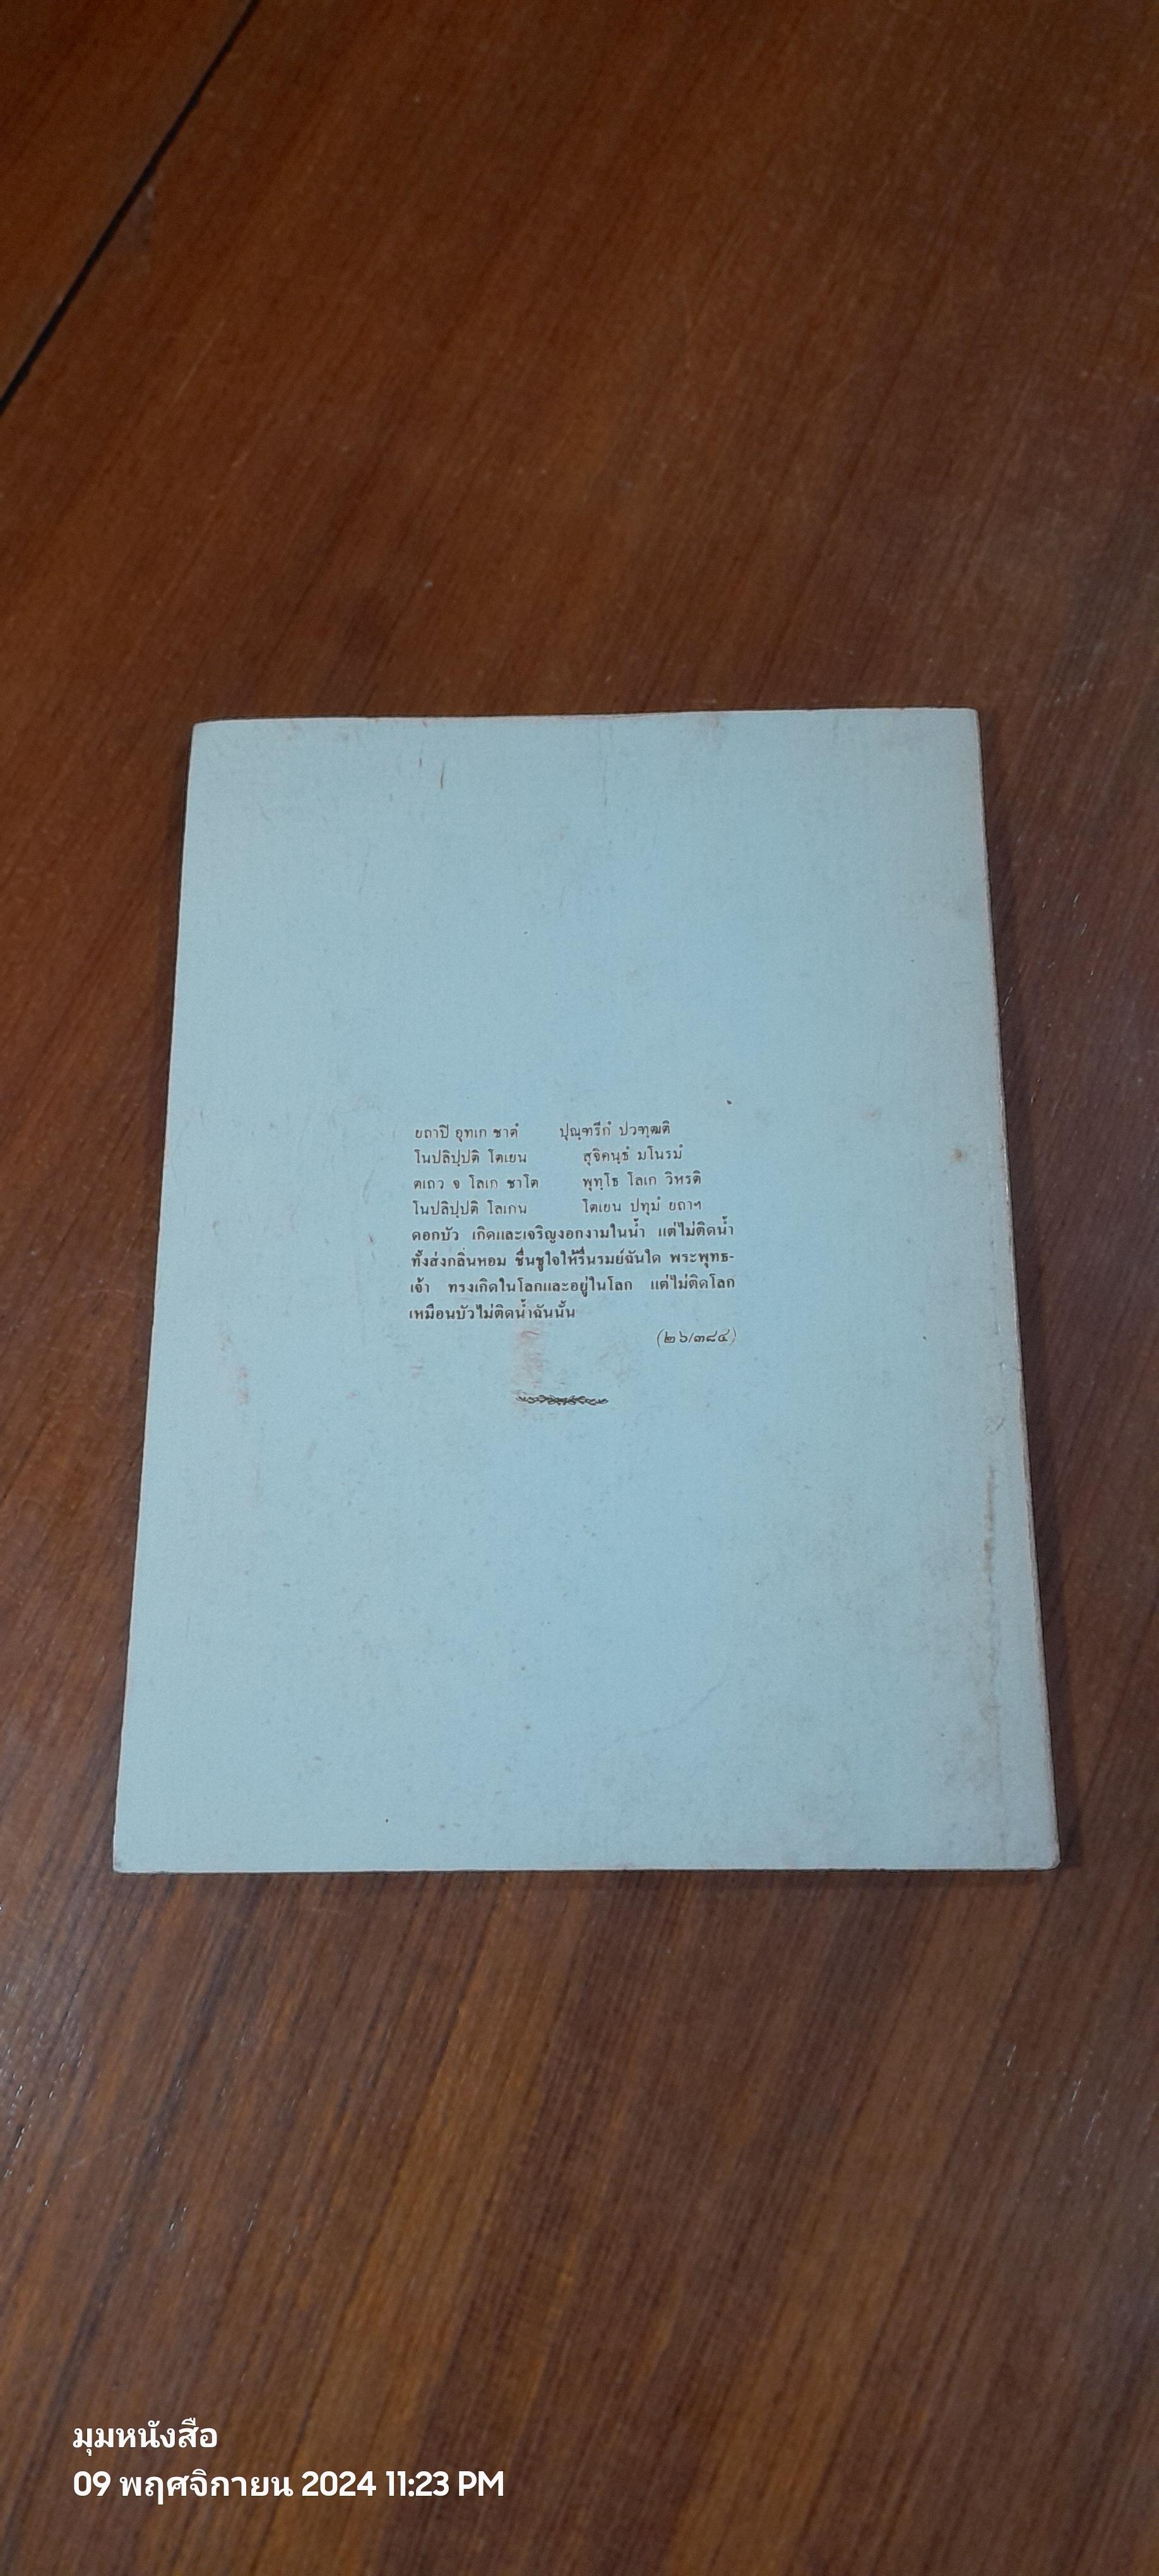 ยถาปิ อุทเก ชาตํ ปุณฺฑรีกํ ปวฑฺฒติ
โนปลิปฺปติ โตเยน สุจิคนฺธํ มโนรมํ
ตเถว จ โลเก ชาโต พุทฺโธ โลเก วิหรติ
โนปลิปฺปติ โลเกน โตเยน ปทุมํ ยถาฯ
ดอกบัว เกิดและเจริญงอกงามในน้ำ แต่ไม่ติดน้ำ
ทั้งส่งกลิ่นหอม ชื่นชูใจให้รื่นรมย์ฉันใด พระพุทธ-
เจ้า ทรงเกิดในโลกและอยู่ในโลก แต่ไม่ติดโลก
เหมือนบัวไม่ติดน้ำฉันนั้น
(๒๖/๓๘๔)
มุมหนังสือ
09 พฤศจิกายน 2024 11:23 PM